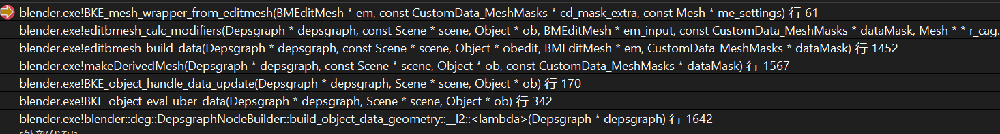 blender.exe!BKE_mesh_wrapper_from_editmesh(BMEditMesh * em, const CustomData_MeshMasks * cd_mask_extra, const Mesh * me_settings) 行 61
blender.exe!editbmesh_calc_modifiers(Depsgraph * depsgraph, const Scene * scene, Object * ob, BMEditMesh * em_input, const CustomData_MeshMasks * dataMask, Mesh * * r_cag.
blender.exe!editbmesh_build_data(Depsgraph * depsgraph, const Scene * scene, Object * obedit, BMEditMesh * em, CustomData_MeshMasks * dataMask) 行 1452
blender.exe!makeDerivedMesh(Depsgraph * depsgraph, const Scene * scene, Object * ob, const CustomData_MeshMasks * dataMask) 行 1567
blender.exe!BKE_object_handle_data_update(Depsgraph * depsgraph, Scene * scene, Object * ob) 行 170
blender.exe!BKE_object_eval_uber_data(Depsgraph * depsgraph, Scene * scene, Object * ob) 行 342
blender.exe!blender::deg::DepsgraphNodeBuilder::build_object_data_geometry::__l2::<lambda>(Depsgraph * depsgraph) 行 1642